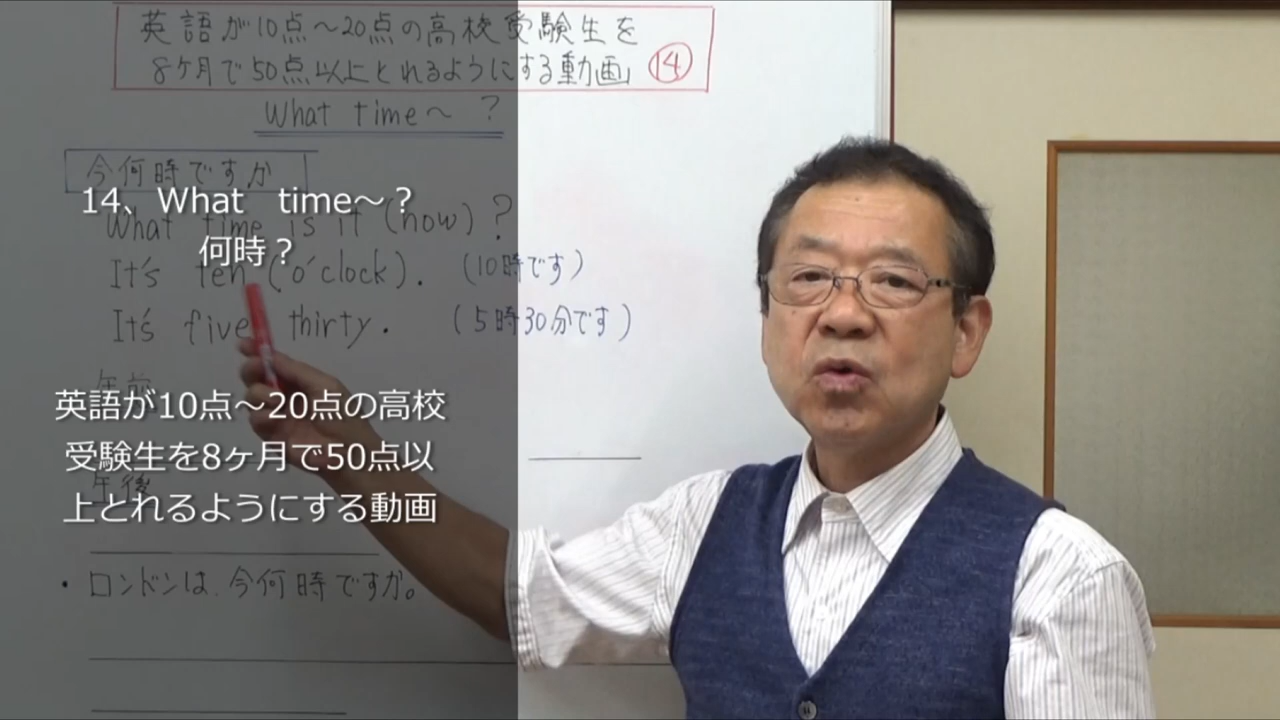 英語が10点～20点の高校受験生を
8ヶ月で50点以上とれるようにする動画 ⑭
What time～ ?
今何時ですか
14、What time～？
What time is it (now) ?
何時？
It's ten (o'clock). (10時です)
It's five thirty. (5時30分です)
午前
英語が10点～20点の高校
受験生を8ヶ月で50点以
午後
上とれるようにする動画
・ロンドンは、今何時ですか。